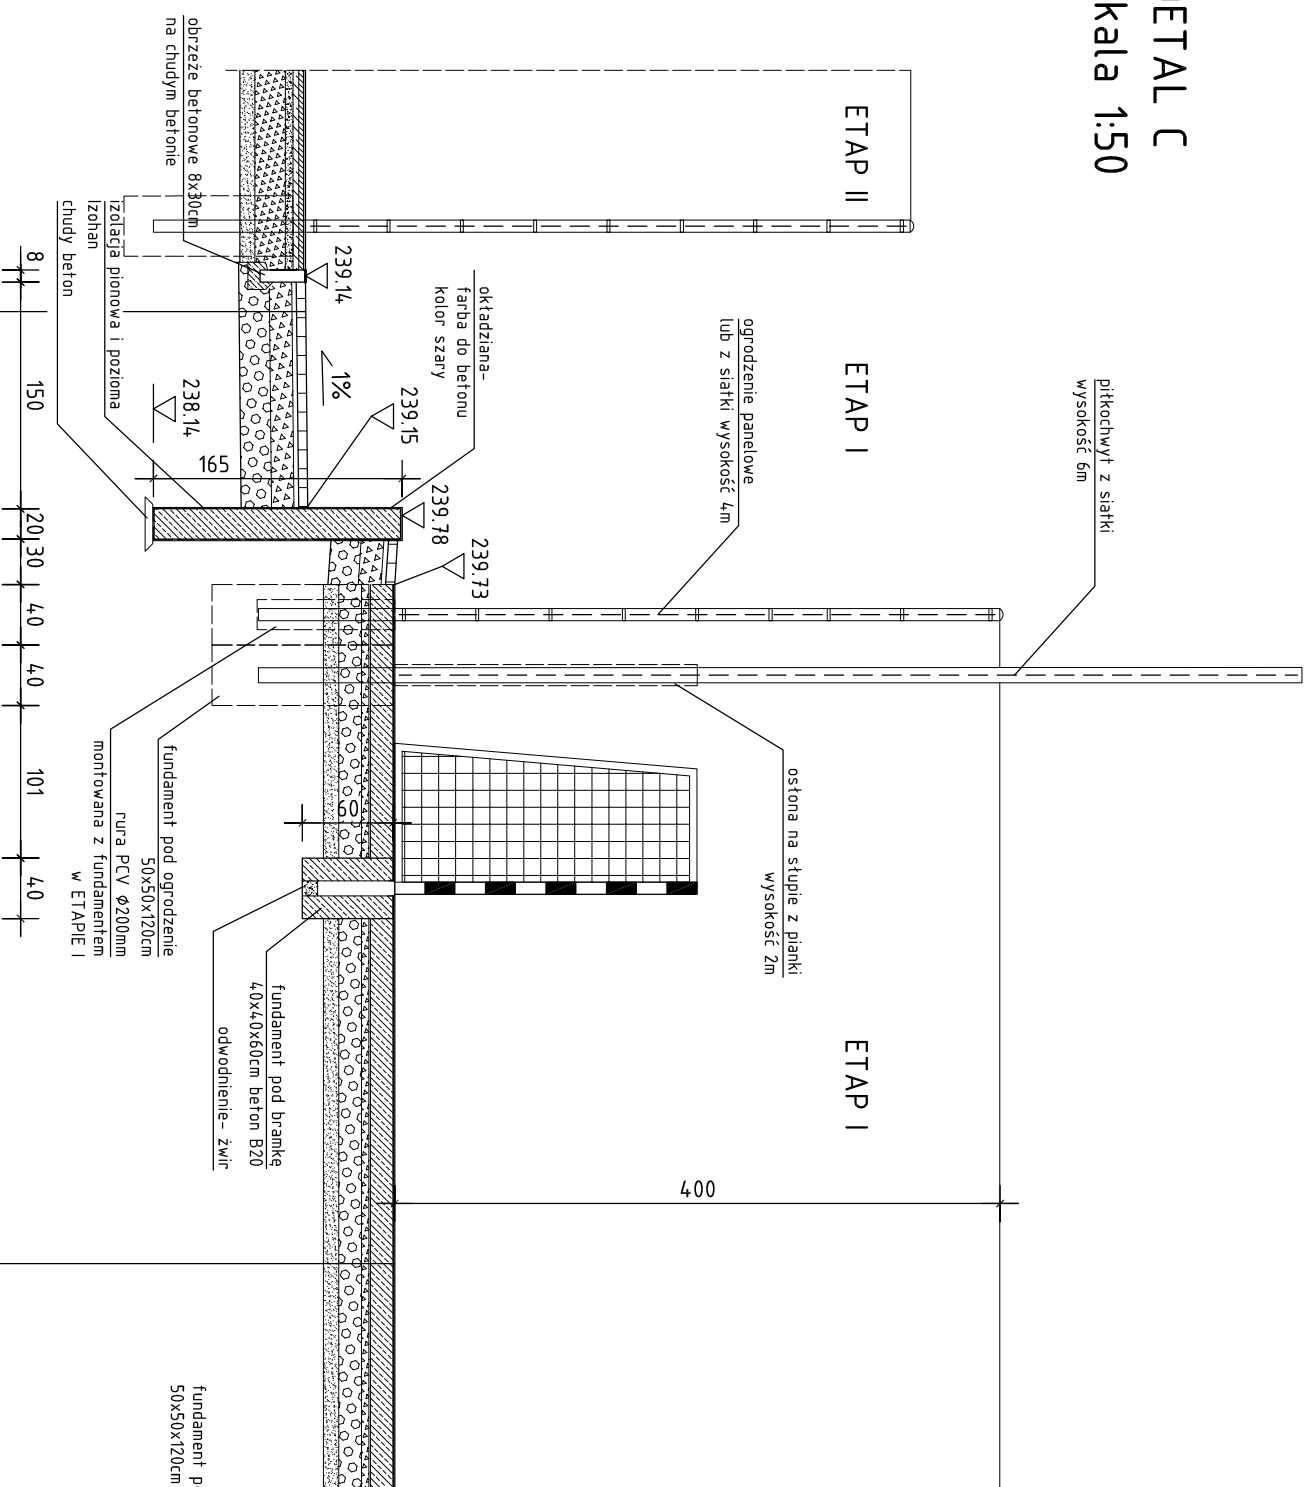 ETAL C
kala 1:50
ETAP II
ETAP I
ETAP I
piłkochwyt z siatki
wysokość 6m
ogrodzenie panelowe
lub z siatki wysokość 4m
osłona na słupie z pianki
wysokość 2m
400
okładziana-
farba do betonu
kolor szary
239.14
1%
239.15
239.78
239.73
238.14
165
60
obrzeże betonowe 8x30cm
na chudym betonie
izolacja pionowa i pozioma
Izohan
chudy beton
fundament pod ogrodzenie
50x50x120cm
rura PCV Ø200mm
montowana z fundamentem
w ETAPIE I
fundament pod bramkę
40x40x60cm beton B20
odwodnienie- żwir
fundament p
50x50x120cm
8
150
20
30
40
40
101
40